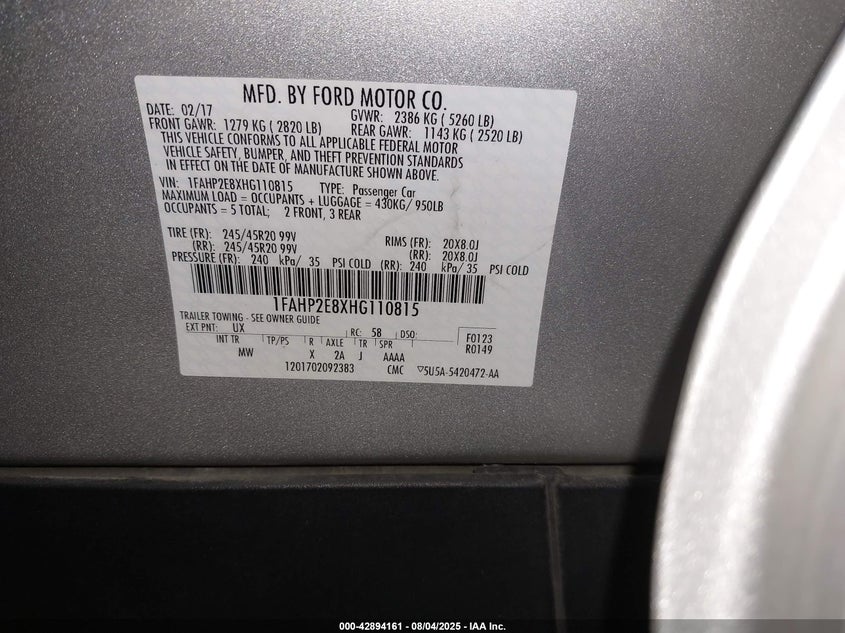 MFD. BY FORD MOTOR CO.
DATE: 02/17 GVWR: 2386 KG ( 5260 LB)
FRONT GAWR: 1279 KG ( 2820 LB) REAR GAWR: 1143 KG ( 2520 LB)
THIS VEHICLE CONFORMS TO ALL APPLICABLE FEDERAL MOTOR
VEHICLE SAFETY, BUMPER, AND THEFT PREVENTION STANDARDS
IN EFFECT ON THE DATE OF MANUFACTURE SHOWN ABOVE.
VIN: 1FAHP2E8XHG110815 TYPE: Passenger Car
MAXIMUM LOAD = OCCUPANTS + LUGGAGE = 430KG/ 950LB
OCCUPANTS = 5 TOTAL; 2 FRONT, 3 REAR
TIRE (FR): 245/45R20 99V RIMS (FR): 20X8.0J
(RR): 245/45R20 99V (RR): 20X8.0J
PRESSURE (FR): 240 kPa/ 35 PSI COLD (RR): 240 kPa/ 35 PSI COLD
1FAHP2E8XHG110815
TRAILER TOWING - SEE OWNER GUIDE
EXT PNT: UX RC: 58 DSO: F0123
INT TR TP/PS R AXLE TR SPR R0149
MW X 2A J AAAA
1201702092383 CMC ▽5U5A-5420472-AA
000-42894161 - 08/04/2025 - IAA Inc.